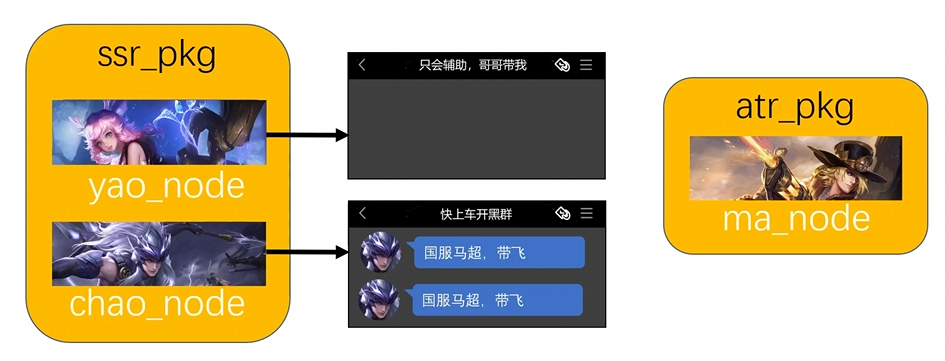 ssr_pkg
yao_node
chao_node
只会辅助，哥哥带我
快上车开黑群
国服马超，带飞
国服马超，带飞
atr_pkg
ma_node